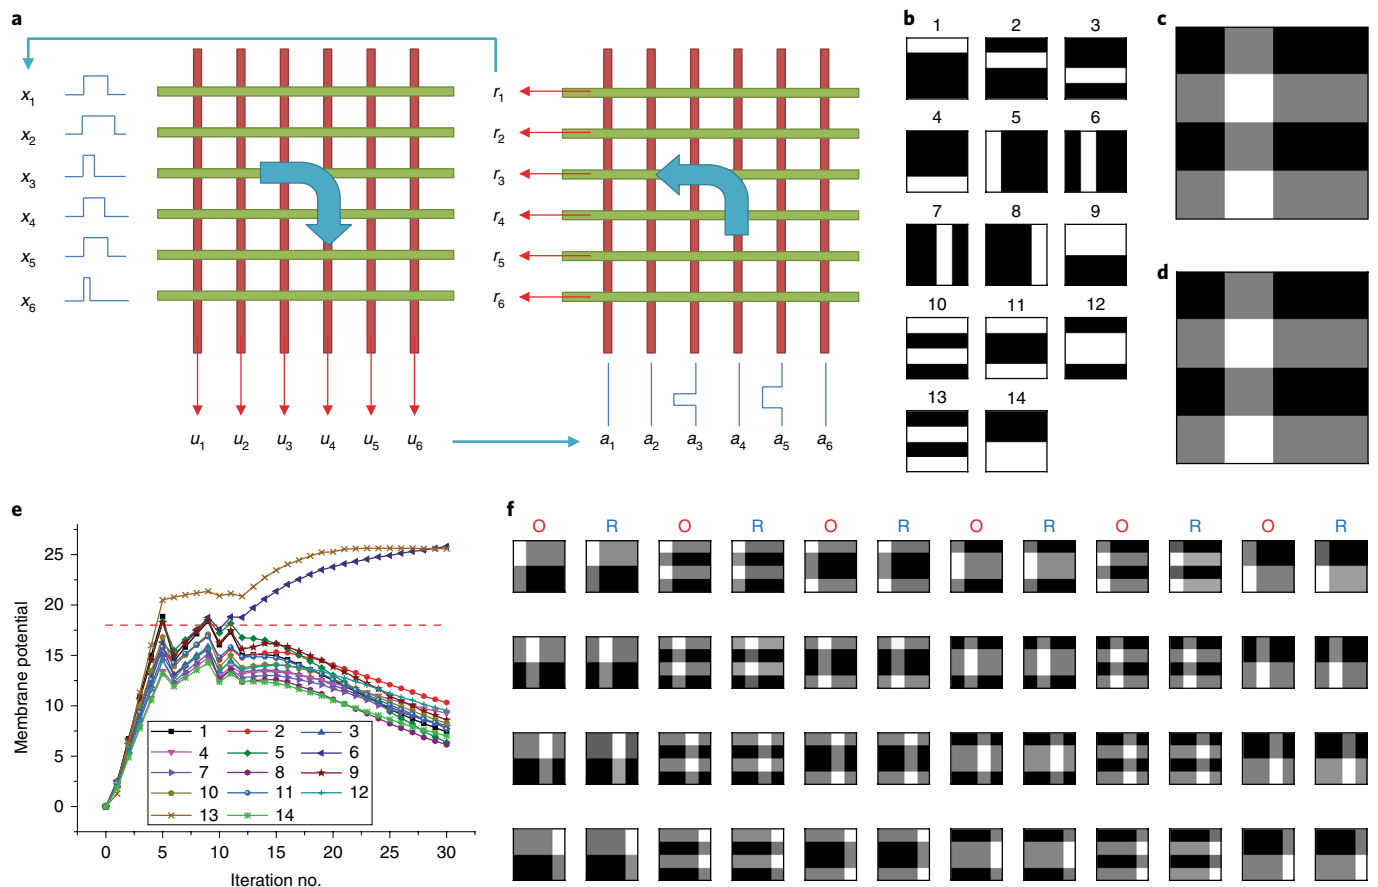 a
x1
x2
x3
x4
x5
x6
u1 u2 u3 u4 u5 u6
r1
r2
r3
r4
r5
r6
a1 a2 a3 a4 a5 a6
b
1 2 3
4 5 6
7 8 9
10 11 12
13 14
c
d
e
Membrane potential
25
20
15
10
5
0
1 2 3
4 5 6
7 8 9
10 11 12
13 14
0 5 10 15 20 25 30
Iteration no.
f
O R O R O R O R O R O R